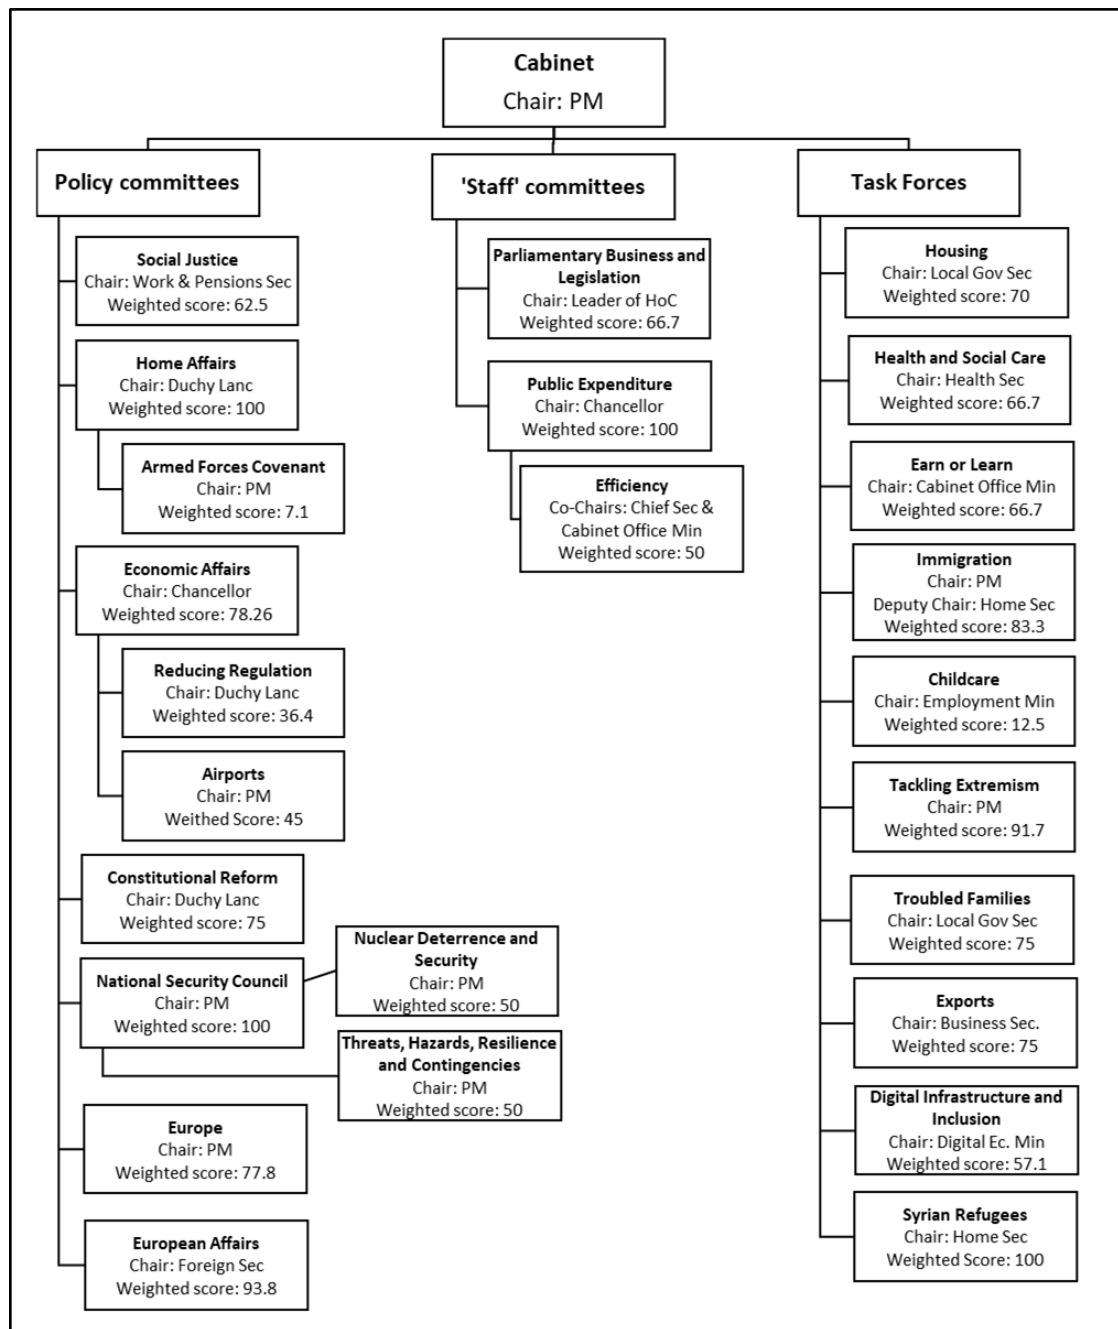 Cabinet
Chair: PM
Policy committees
Social Justice
Chair: Work & Pensions Sec
Weighted score: 62.5
Home Affairs
Chair: Duchy Lanc
Weighted score: 100
Armed Forces Covenant
Chair: PM
Weighted score: 7.1
Economic Affairs
Chair: Chancellor
Weighted score: 78.26
Reducing Regulation
Chair: Duchy Lanc
Weighted score: 36.4
Airports
Chair: PM
Weithed Score: 45
Constitutional Reform
Chair: Duchy Lanc
Weighted score: 75
National Security Council
Chair: PM
Weighted score: 100
Nuclear Deterrence and
Security
Chair: PM
Weighted score: 50
Threats, Hazards, Resilience
and Contingencies
Chair: PM
Weighted score: 50
Europe
Chair: PM
Weighted score: 77.8
European Affairs
Chair: Foreign Sec
Weighted score: 93.8
'Staff' committees
Parliamentary Business and
Legislation
Chair: Leader of HoC
Weighted score: 66.7
Public Expenditure
Chair: Chancellor
Weighted score: 100
Efficiency
Co-Chairs: Chief Sec &
Cabinet Office Min
Weighted score: 50
Task Forces
Housing
Chair: Local Gov Sec
Weighted score: 70
Health and Social Care
Chair: Health Sec
Weighted score: 66.7
Earn or Learn
Chair: Cabinet Office Min
Weighted score: 66.7
Immigration
Chair: PM
Deputy Chair: Home Sec
Weighted score: 83.3
Childcare
Chair: Employment Min
Weighted score: 12.5
Tackling Extremism
Chair: PM
Weighted score: 91.7
Troubled Families
Chair: Local Gov Sec
Weighted score: 75
Exports
Chair: Business Sec.
Weighted score: 75
Digital Infrastructure and
Inclusion
Chair: Digital Ec. Min
Weighted score: 57.1
Syrian Refugees
Chair: Home Sec
Weighted Score: 100